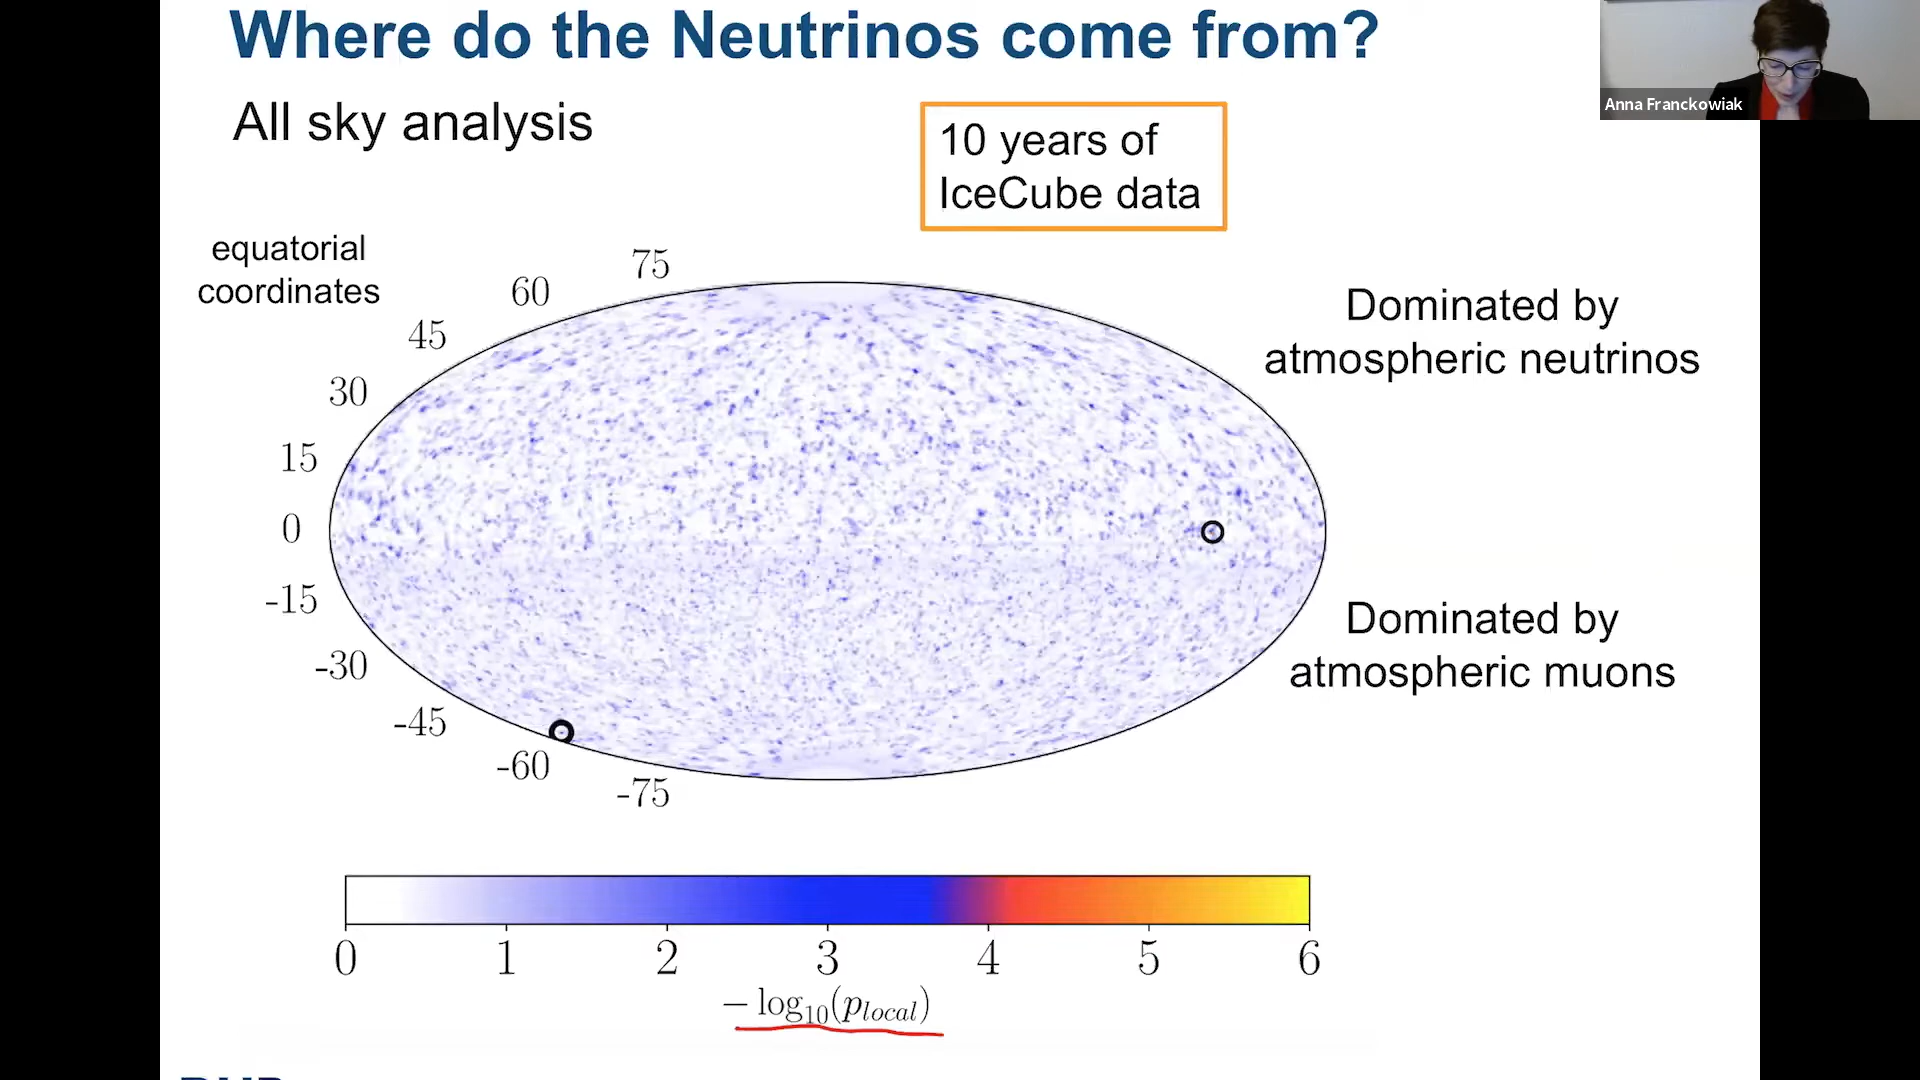 Where do the Neutrinos come from?
Anna Franckowiak
All sky analysis
10 years of
IceCube data
equatorial
coordinates
75
60
45
30
15
0
-15
-30
-45
-60
-75
Dominated by
atmospheric neutrinos
Dominated by
atmospheric muons
0 1 2 3 4 5 6
− log₁₀(p_local)